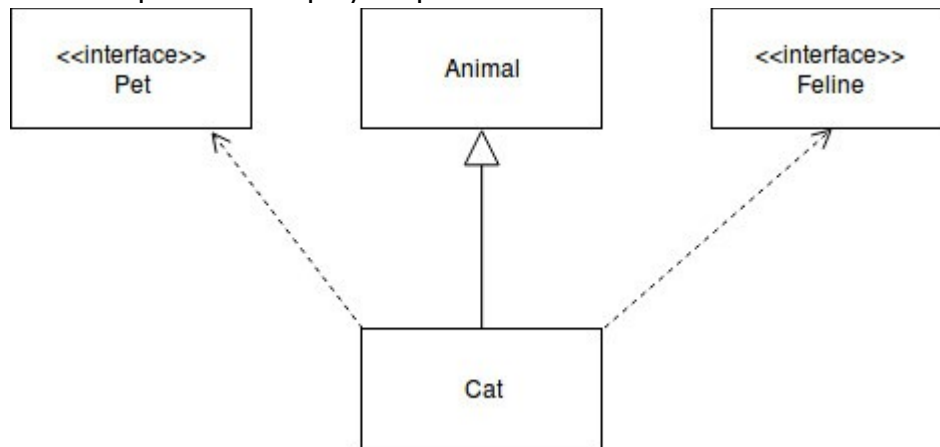 <<interface>>
Pet
Animal
<<interface>>
Feline
Cat